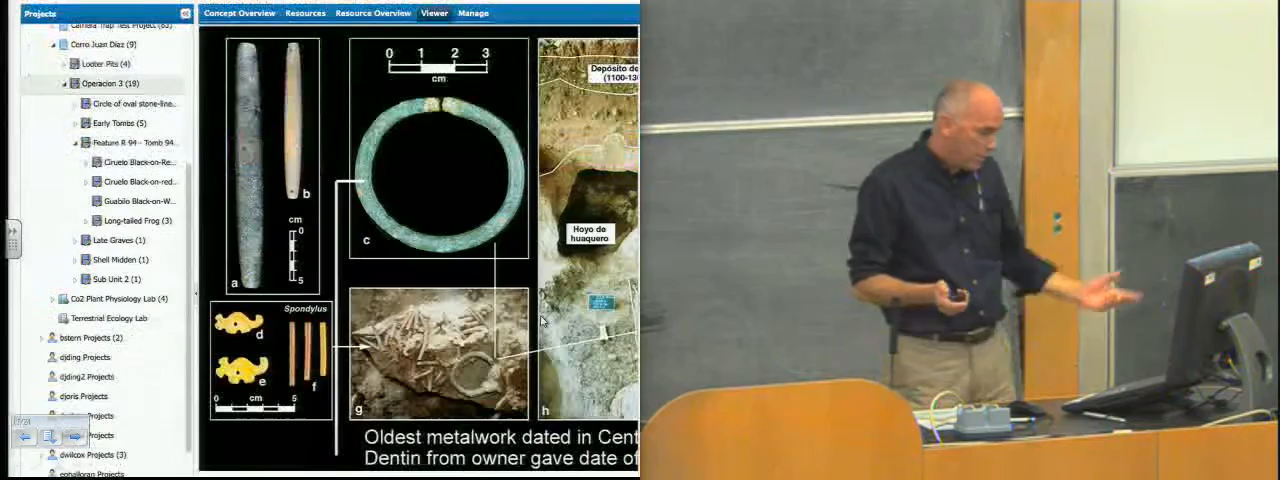 Projects
Camera Trap Test Project (63)
Cerro Juan Diaz (9)
Looter Pits (4)
Operacion 3 (19)
Circle of oval stone-line...
Early Tombs (5)
Feature R 94 - Tomb 94...
Ciruelo Black-on-Re...
Ciruelo Black-on-red...
Guabilo Black-on-W...
Long-tailed Frog (3)
Late Graves (1)
Shell Midden (1)
Sub Unit 2 (1)
Co2 Plant Physiology Lab (4)
Terrestrial Ecology Lab
bstern Projects (2)
djding Projects
djding2 Projects
djoris Projects
dwilcox Projects (3)
Concept Overview
Resources
Resource Overview
Viewer
Manage
a
b
cm
0
5
0 1 2 3
cm
c
Spondylus
d
e
f
0 cm 5
g
h
Depósito de
(1100-13
Hoyo de
huaquero
Oldest metalwork dated in Cent
Dentin from owner gave date of